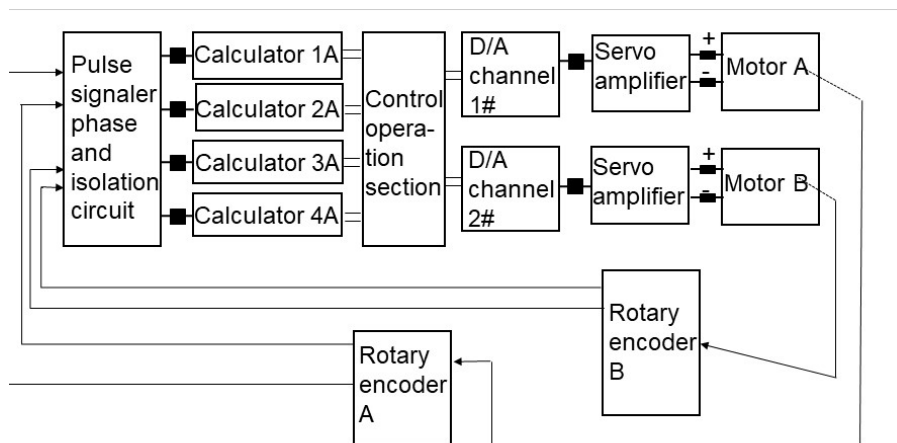 Pulse
signaler
phase
and
isolation
circuit
Calculator 1A
Calculator 2A
Calculator 3A
Calculator 4A
Control
opera-
tion
section
D/A
channel
1#
Servo
amplifier
+
-
Motor A
D/A
channel
2#
Servo
amplifier
+
-
Motor B
Rotary
encoder
B
Rotary
encoder
A